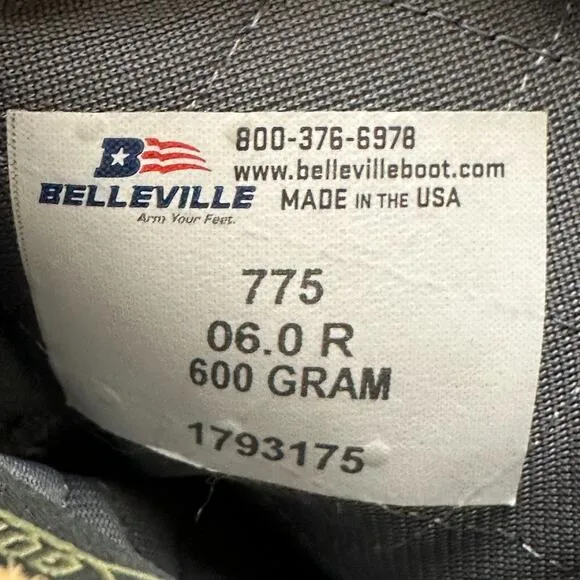 B
800-376-6978
www.bellevilleboot.com
BELLEVILLE MADE IN THE USA
Arm Your Feet.
775
06.0 R
600 GRAM
1793175